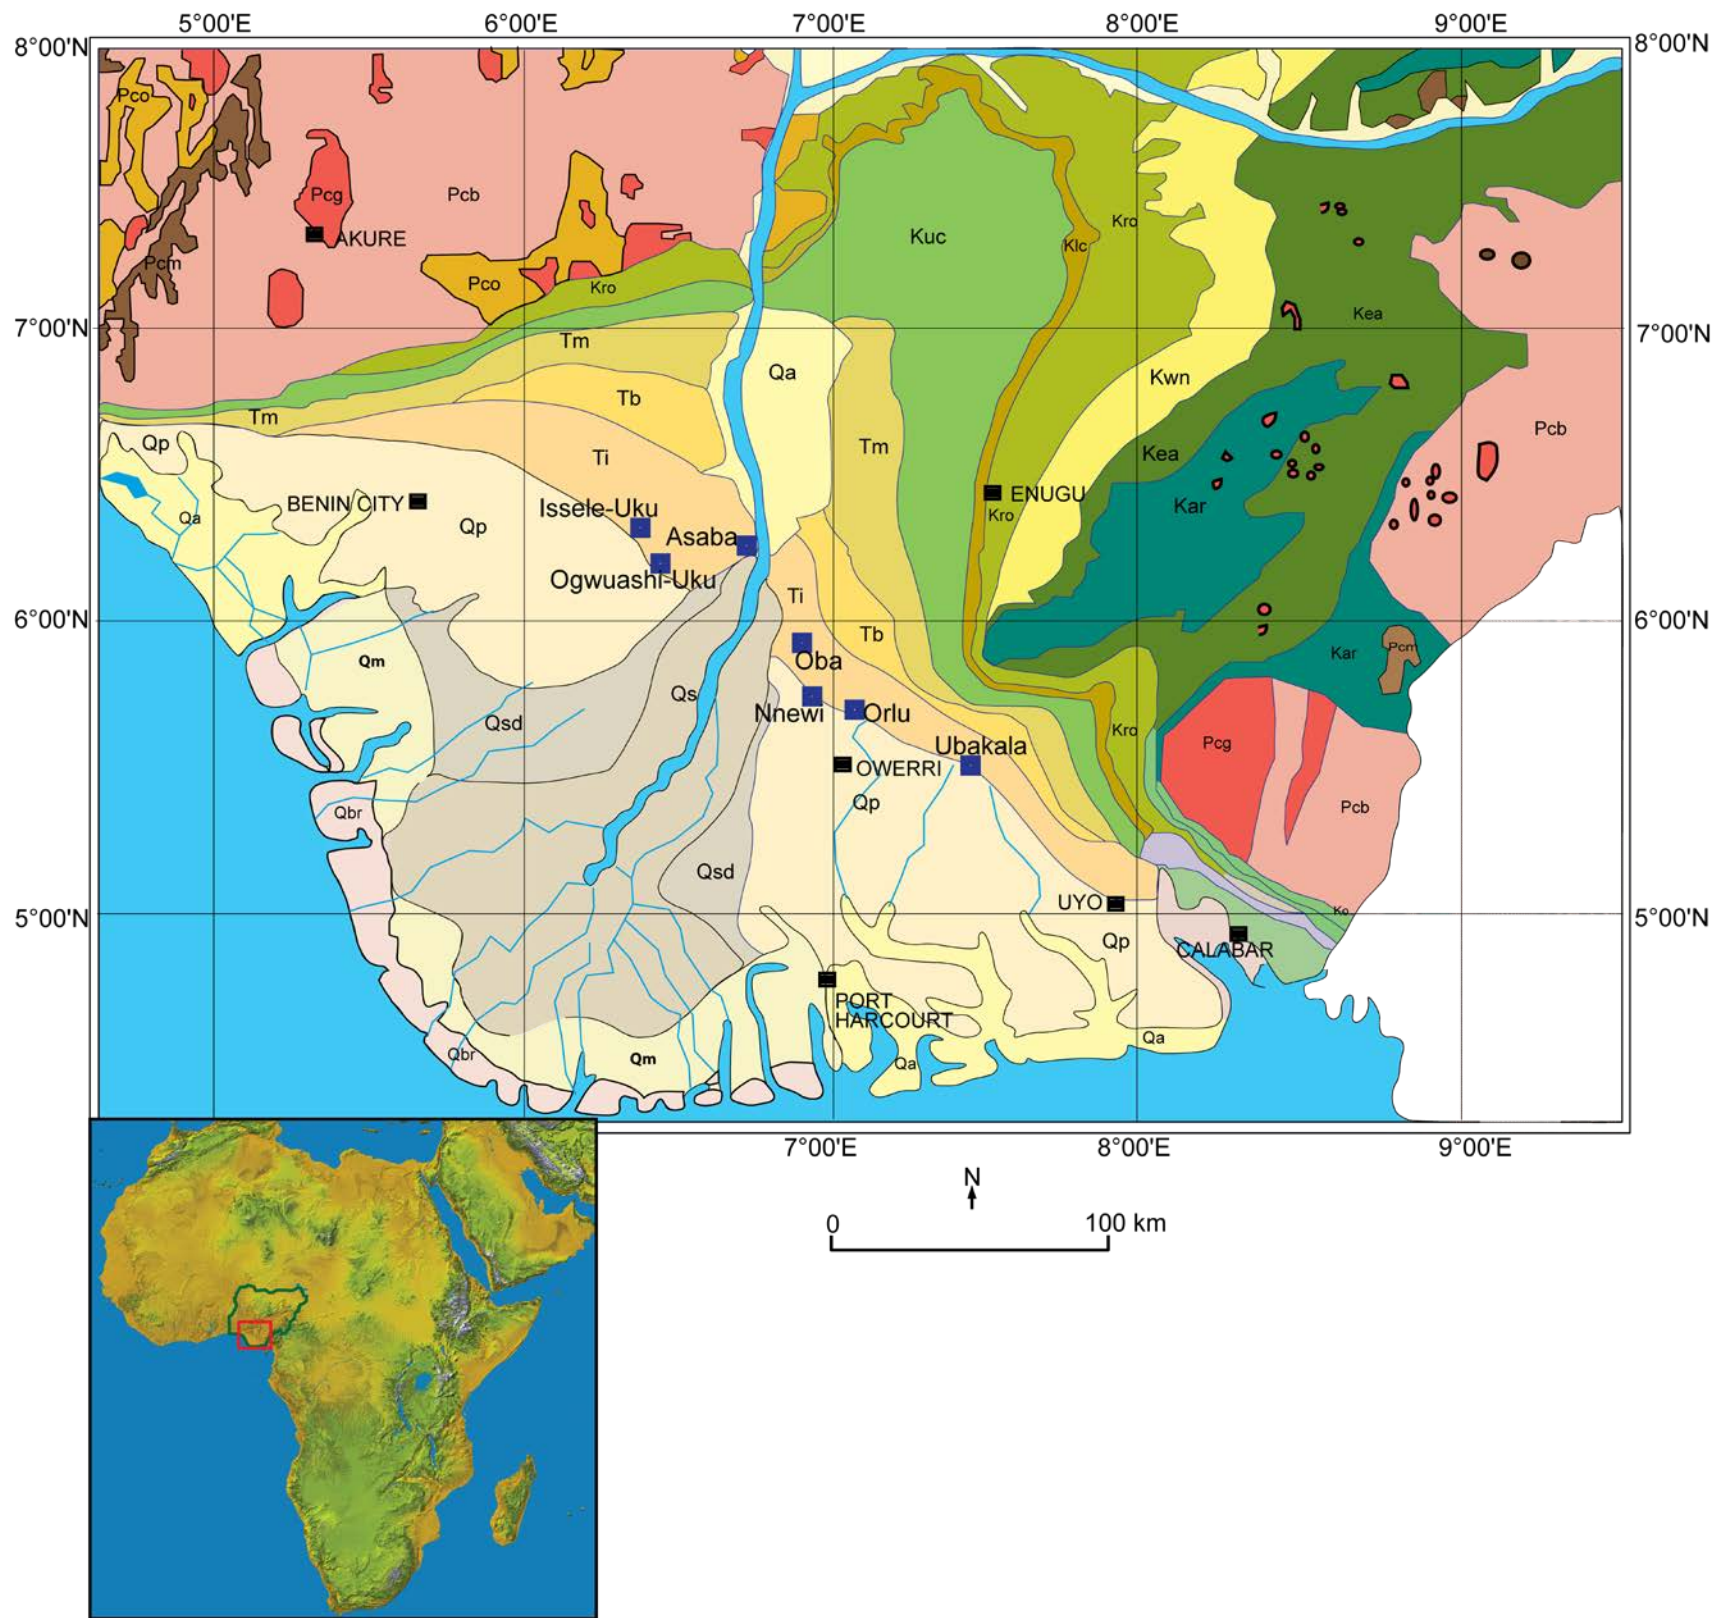 5°00'E 6°00'E 7°00'E 8°00'E 9°00'E
8°00'N 8°00'N
Pco
Pcg Pcb Kuc Kro
AKURE Klc
Pcm
Pco Kro Kea
7°00'N 7°00'N
Tm
Qa Kwn
Tb
Tm
Qp Tm Pcb
Ti Kea
BENIN CITY Issele-Uku ENUGU
Qa Qp Asaba Kro Kar
Ogwuashi-Uku
Ti
6°00'N 6°00'N
Tb
Qm Oba Kar Pcm
Qs
Qsd Nnewi Orlu Kro
Ubakala Pcg
OWERRI
Qbr Qp Pcb
Qsd
UYO Ko
5°00'N 5°00'N
Qp
CALABAR
PORT
HARCOURT
Qbr Qm Qa Qa
7°00'E 8°00'E 9°00'E
N
0 100 km